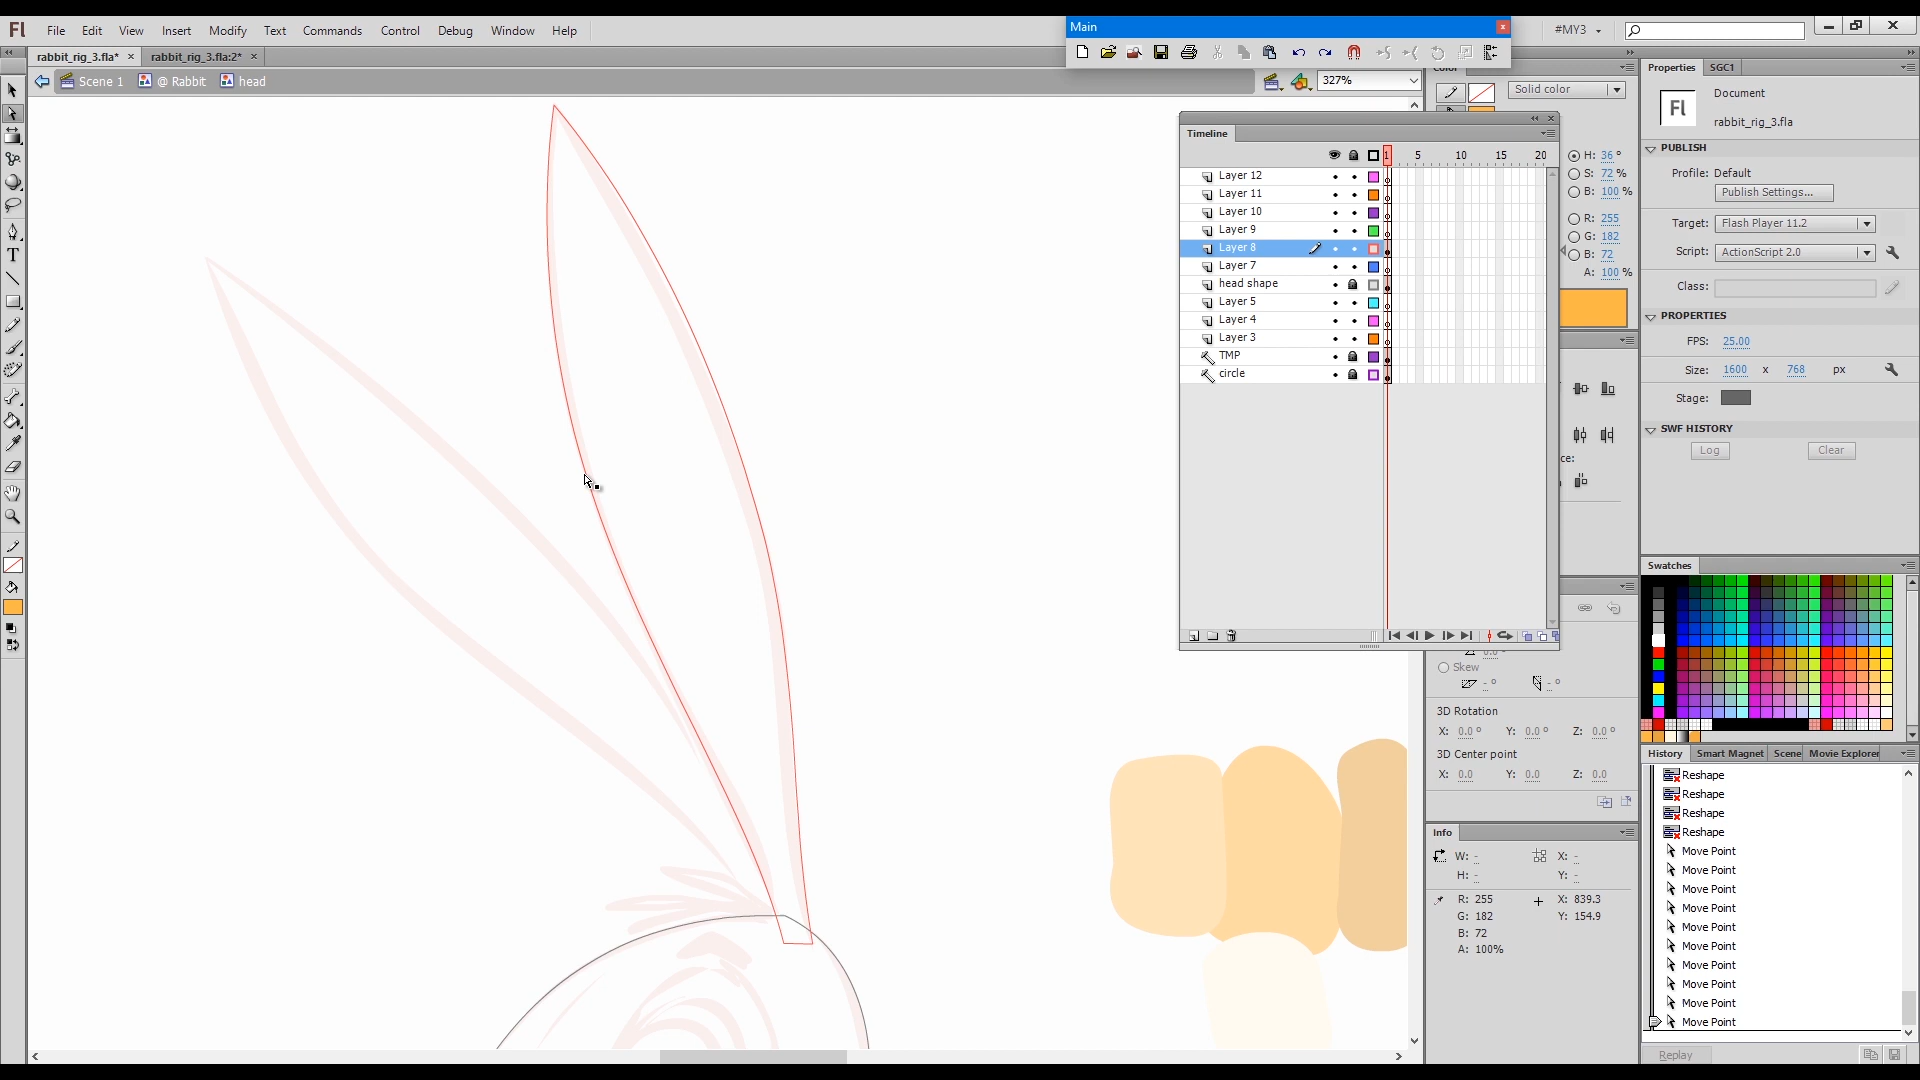 Main
Fl File Edit View Insert Modify Text Commands Control Debug Window Help
#MY3
rabbit_rig_3.fla* × rabbit_rig_3.fla:2* ×
Scene 1 @ Rabbit head
327%
Color
Solid color
H: 36 °
S: 72 %
B: 100 %
R: 255
G: 182
B: 72
A: 100 %
Timeline
1 5 10 15 20
Layer 12
Layer 11
Layer 10
Layer 9
Layer 8
Layer 7
head shape
Layer 5
Layer 4
Layer 3
TMP
circle
ce:
Skew
3D Rotation
X: 0.0 ° Y: 0.0 ° Z: 0.0 °
3D Center point
X: 0.0 Y: 0.0 Z: 0.0
Info
W: - X: -
H: - Y: -
R: 255 X: 839.3
G: 182 Y: 154.9
B: 72
A: 100%
Properties SGC1
Fl
Document
rabbit_rig_3.fla
PUBLISH
Profile: Default
Publish Settings...
Target: Flash Player 11.2
Script: ActionScript 2.0
Class:
PROPERTIES
FPS: 25.00
Size: 1600 x 768 px
Stage:
SWF HISTORY
Log Clear
Swatches
History Smart Magnet Scene Movie Explorer
Reshape
Reshape
Reshape
Reshape
Move Point
Move Point
Move Point
Move Point
Move Point
Move Point
Move Point
Move Point
Move Point
Move Point
Replay